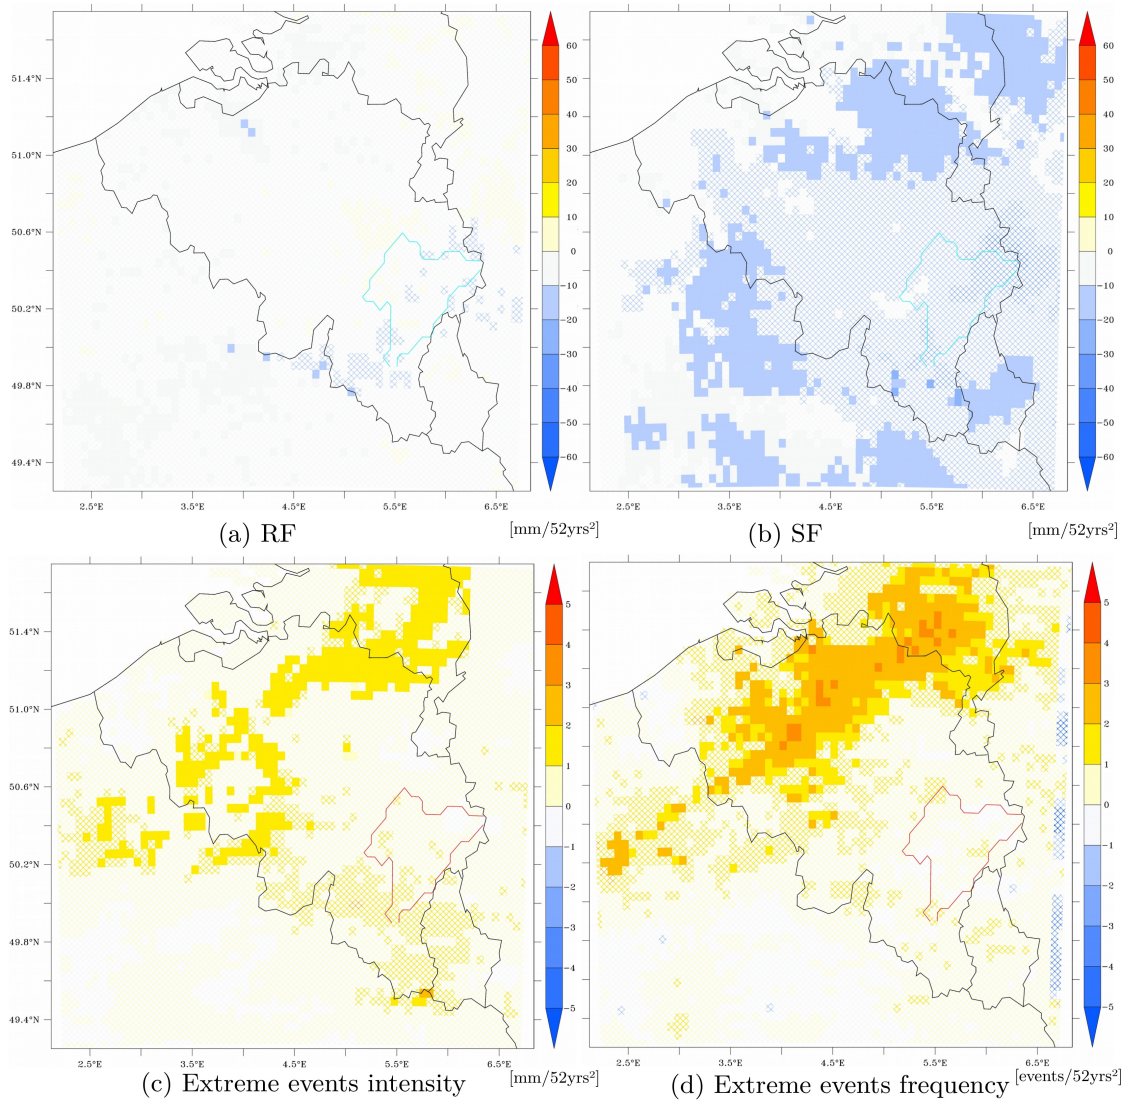 51.4°N
51.0°N
50.6°N
50.2°N
49.8°N
49.4°N
2.5°E 3.5°E 4.5°E 5.5°E 6.5°E
60
50
40
30
20
10
0
−10
−20
−30
−40
−50
−60
(a) RF
[mm/52yrs²]
51.4°N
51.0°N
50.6°N
50.2°N
49.8°N
49.4°N
2.5°E 3.5°E 4.5°E 5.5°E 6.5°E
60
50
40
30
20
10
0
−10
−20
−30
−40
−50
−60
(b) SF
[mm/52yrs²]
51.4°N
51.0°N
50.6°N
50.2°N
49.8°N
49.4°N
2.5°E 3.5°E 4.5°E 5.5°E 6.5°E
5
4
3
2
1
0
−1
−2
−3
−4
−5
(c) Extreme events intensity
[mm/52yrs²]
51.4°N
51.0°N
50.6°N
50.2°N
49.8°N
49.4°N
2.5°E 3.5°E 4.5°E 5.5°E 6.5°E
5
4
3
2
1
0
−1
−2
−3
−4
−5
(d) Extreme events frequency
[events/52yrs²]